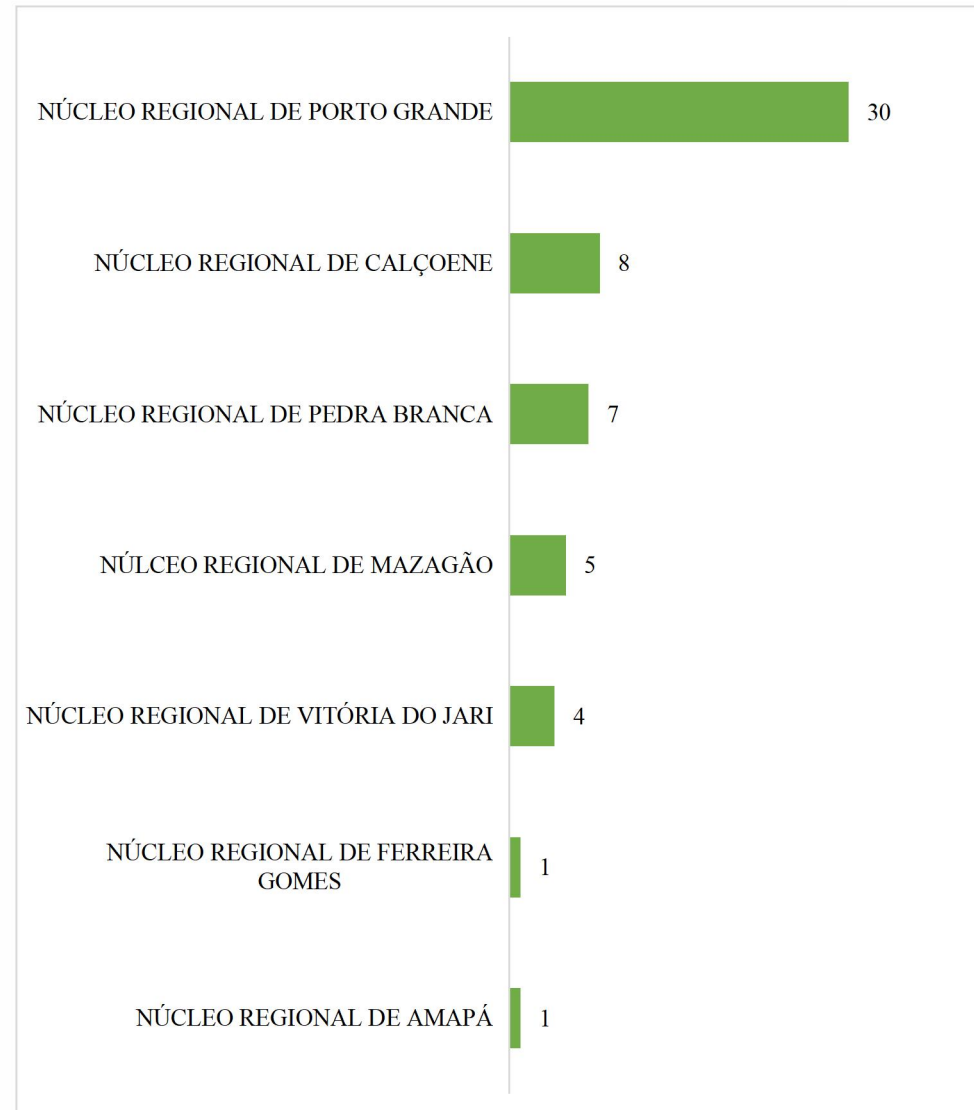 NÚCLEO REGIONAL DE PORTO GRANDE 30
NÚCLEO REGIONAL DE CALÇOENE 8
NÚCLEO REGIONAL DE PEDRA BRANCA 7
NÚLCEO REGIONAL DE MAZAGÃO 5
NÚCLEO REGIONAL DE VITÓRIA DO JARI 4
NÚCLEO REGIONAL DE FERREIRA
GOMES 1
NÚCLEO REGIONAL DE AMAPÁ 1